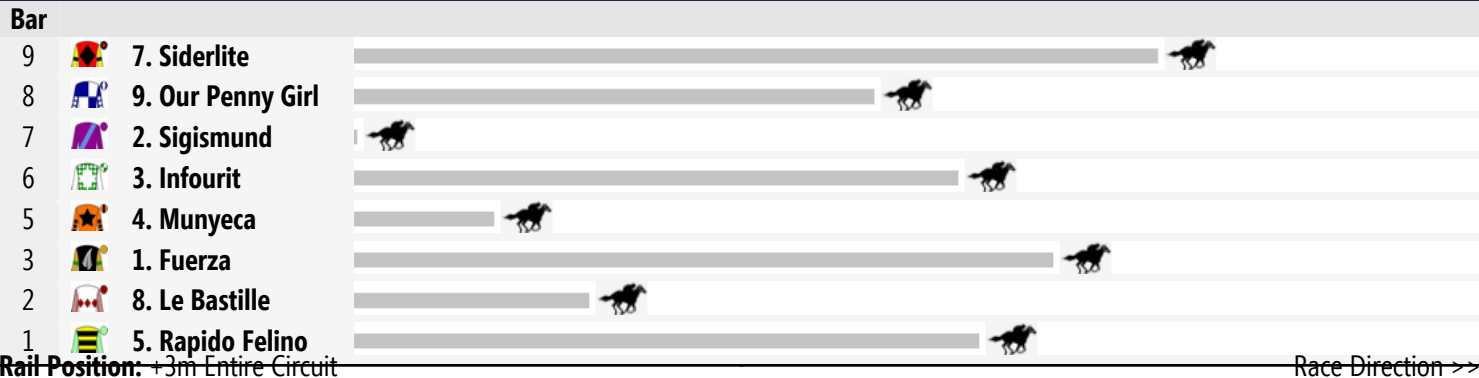 Bar
9 7. Siderlite
8 9. Our Penny Girl
7 2. Sigismund
6 3. Infourit
5 4. Munyeca
3 1. Fuerza
2 8. Le Bastille
1 5. Rapido Felino
Rail Position: +3m Entire Circuit Race Direction >>